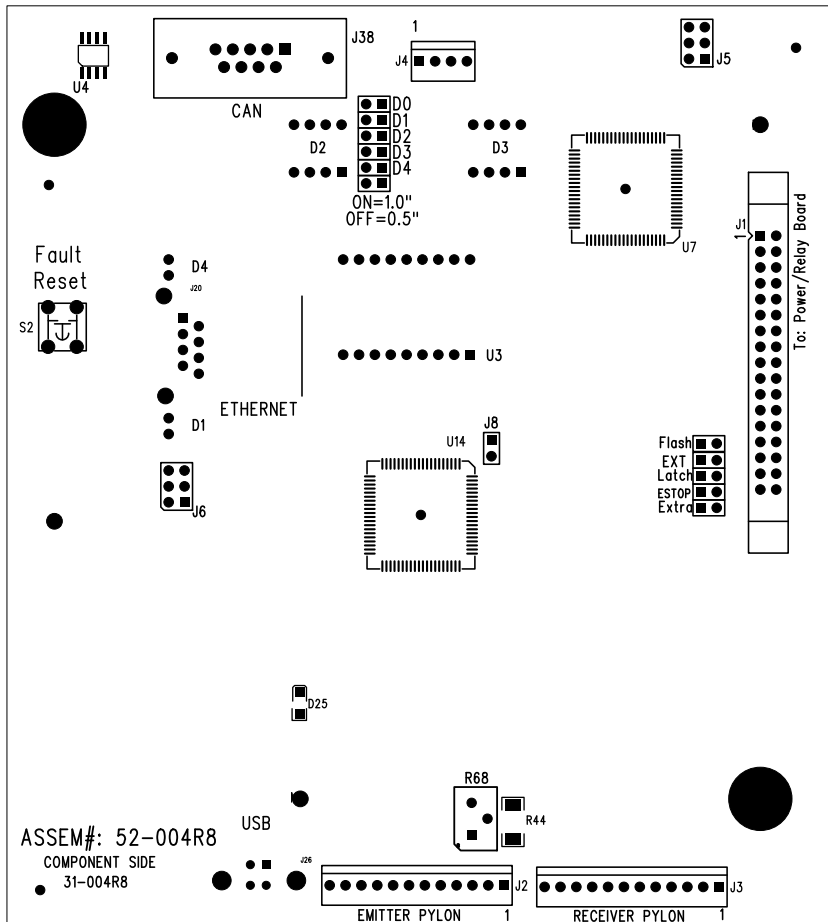 1
J38
J4
J5
U4
CAN
D0
D1
D2
D3
D4
D2
D3
ON=1.0"
OFF=0.5"
U7
J1
1
To: Power/Relay Board
Fault
Reset
D4
J20
S2
U3
ETHERNET
D1
J8
U14
Flash
EXT
Latch
ESTOP
Extra
J6
D25
R68
R44
USB
ASSEM#: 52-004R8
COMPONENT SIDE
31-004R8
J26
J2
J3
EMITTER PYLON 1
RECEIVER PYLON 1